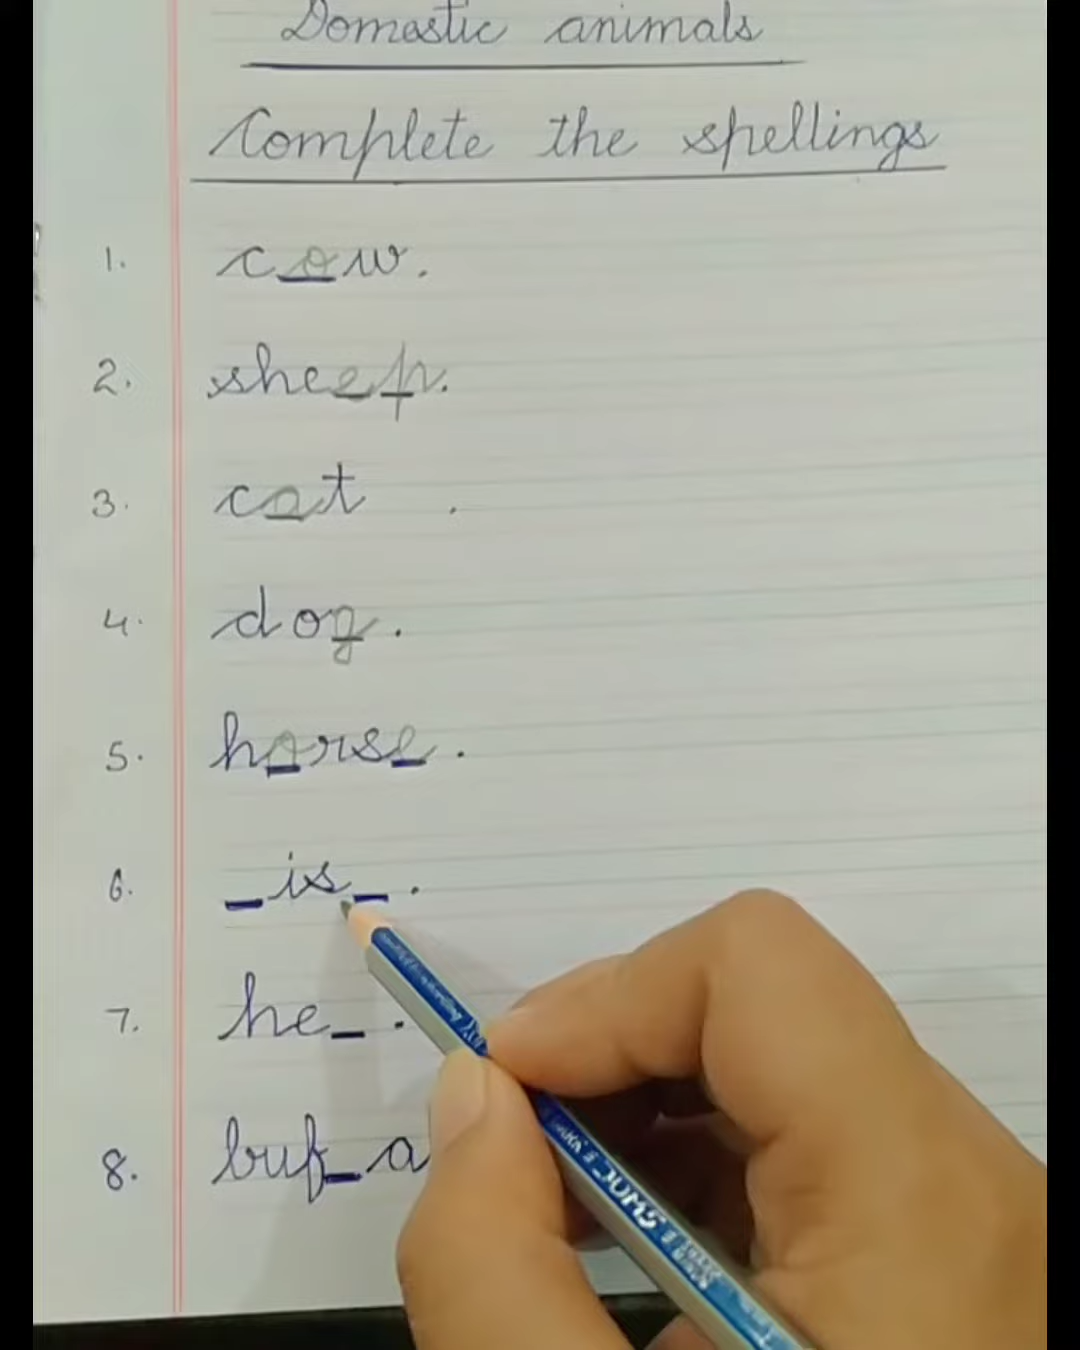 Domestic animals
Complete the spellings
1. cow.
2. sheep.
3. cat .
4. dog.
5. horse.
6. _is_.
7. he_.
8. buf_a
JUMS